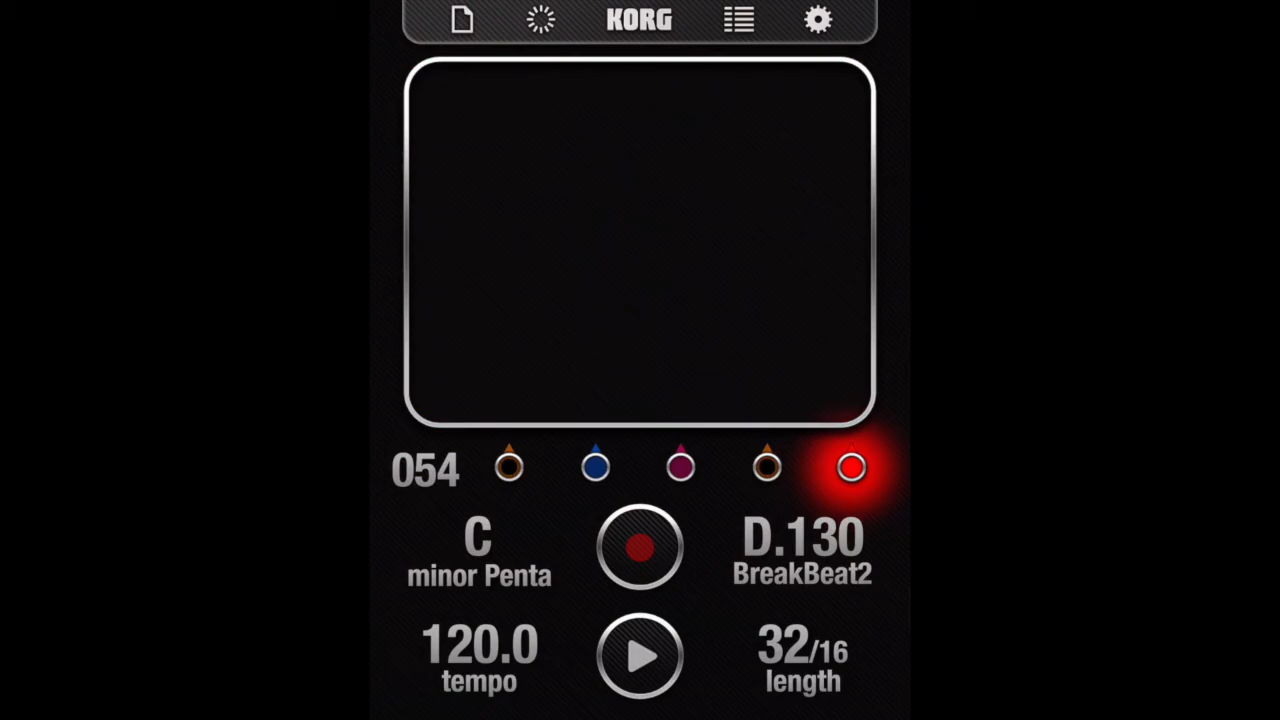 KORG
054
C
minor Penta
D.130
BreakBeat2
120.0
tempo
32/16
length